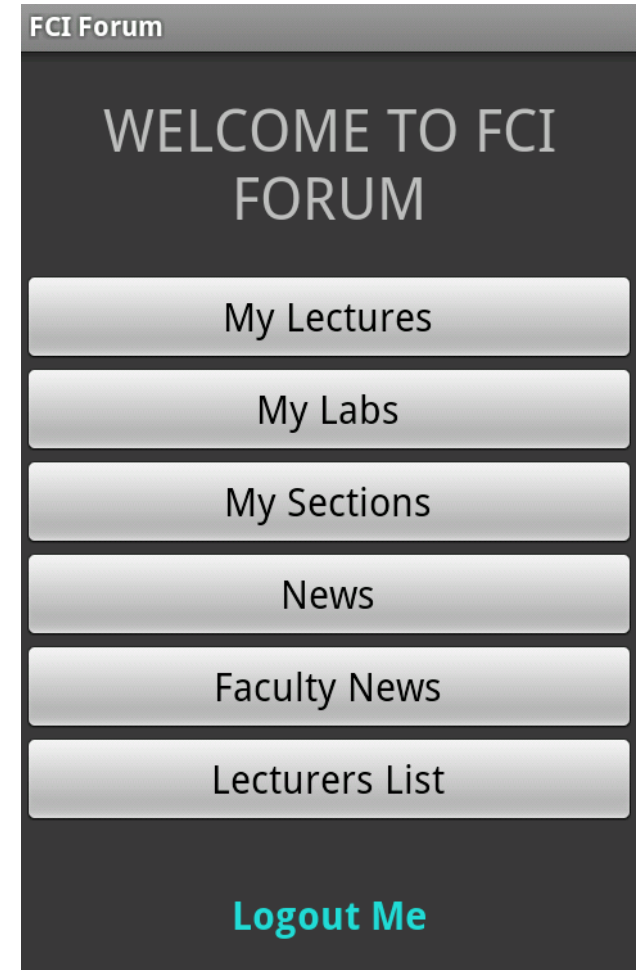 FCI Forum
WELCOME TO FCI
FORUM
My Lectures
My Labs
My Sections
News
Faculty News
Lecturers List
Logout Me